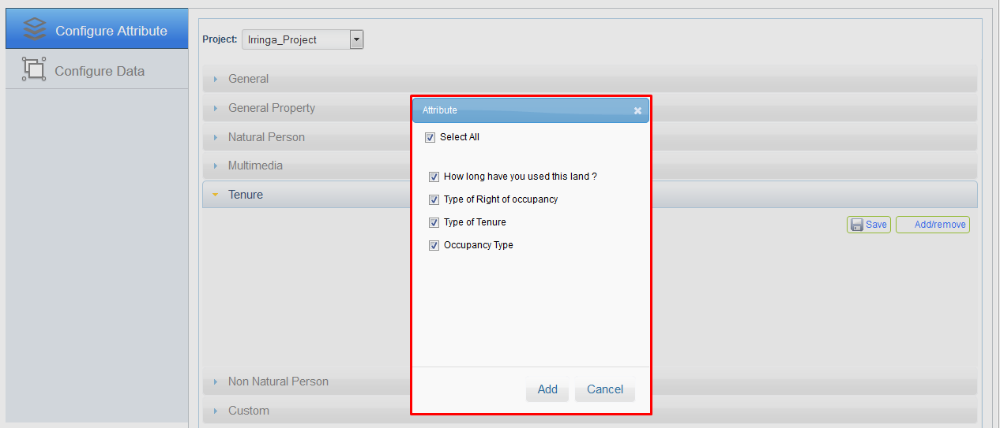 Configure Attribute
Configure Data
Project: Irringa_Project
General
General Property
Natural Person
Multimedia
Tenure
Save Add/remove
Attribute
Select All
How long have you used this land ?
Type of Right of occupancy
Type of Tenure
Occupancy Type
Add Cancel
Non Natural Person
Custom